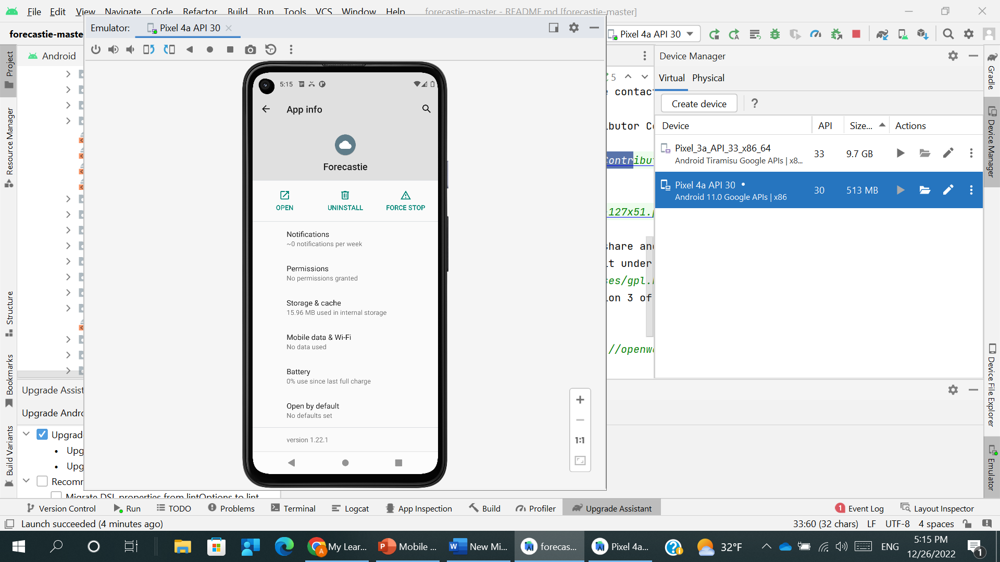 File Edit View Navigate Code Refactor Build Run Tools VCS Window Help forecastie-master - README.md [forecastie-master]
Emulator: Pixel 4a API 30
forecastie-master
Pixel 4a API 30
Android
Project
Resource Manager
Structure
Bookmarks
Build Variants
5:15
App info
Forecastie
OPEN UNINSTALL FORCE STOP
Notifications
~0 notifications per week
Permissions
No permissions granted
Storage & cache
15.96 MB used in internal storage
Mobile data & Wi-Fi
No data used
Battery
0% use since last full charge
Open by default
No defaults set
version 1.22.1
1:1
5
contac
ibutor C
Contribu
127x51.
share an
it under
ses/gpl.
ion 3 of
//openw
Device Manager
Virtual Physical
Create device ?
Device API Size... Actions
Pixel_3a_API_33_x86_64
Android Tiramisu Google APIs | x8...
33 9.7 GB
Pixel 4a API 30
Android 11.0 Google APIs | x86
30 513 MB
Gradle
Device Manager
Device File Explorer
Emulator
Upgrade Assist
Upgrade Andro
Upgrad
• Upg
• Upg
Recomm
Migrate DSL properties from lintOptions to lint
Version Control Run TODO Problems Terminal Logcat App Inspection Build Profiler Upgrade Assistant 1 Event Log Layout Inspector
Launch succeeded (4 minutes ago) 33:60 (32 chars) LF UTF-8 4 spaces
My Lear... Mobile ... New Mi... forecas... Pixel 4a... 32°F ENG
5:15 PM
12/26/2022
1